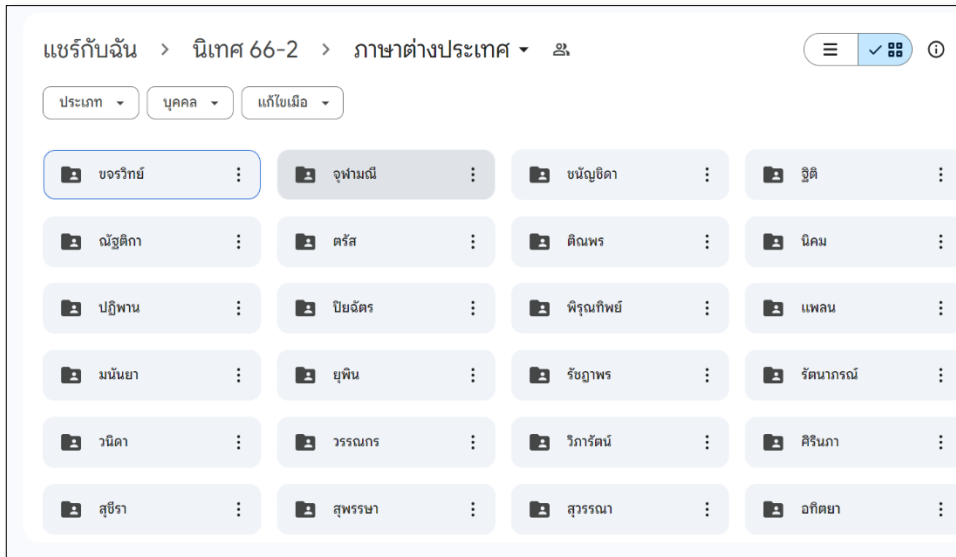 แชร์กับฉัน > นิเทศ 66-2 > ภาษาต่างประเทศ
ประเภท บุคคล แก้ไขเมื่อ
ขจรวิทย์ จุฬามณี ชนัญชิดา ฐิติ
ณัฐติกา ตรัส ติณพร นิคม
ปฏิพาน ปิยฉัตร พิรุณทิพย์ แพลน
มนันยา ยุพิน รัชฎาพร รัตนาภรณ์
วนิดา วรรณกร วิภารัตน์ ศิรินภา
สุชีรา สุพรรษา สุวรรณา อทิตยา